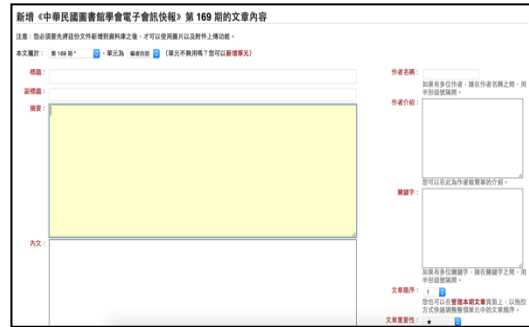 新增《中華民國圖書館學會電子會訊快報》第 169 期的文章內容
注意：您必須要先將這份文件新增到資料庫之後，才可以使用圖片以及附件上傳功能。
本文屬於： 第 169 期 * ，單元為 編者的話 （單元不夠用嗎？您可以新增單元）
標題：
副標題：
摘要：
內文：
作者名稱：
如果有多位作者，請在作者名稱之間，用
半形逗號隔開。
作者介紹：
您可以在此為作者做簡單的介紹。
關鍵字：
如果有多位關鍵字，請在關鍵字之間，用
半形逗號隔開。
文章順序： 1
您也可以在管理本期文章頁面上，以拖拉
方式快速調整整個單元中的文章順序。
文章重要性： ★